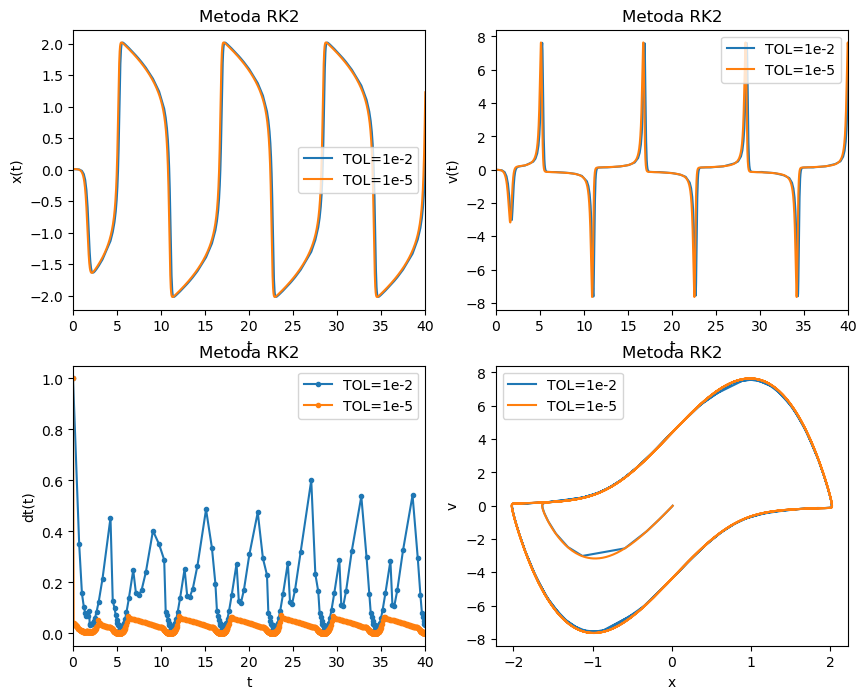 Metoda RK2
x(t)
2.0
1.5
1.0
0.5
0.0
−0.5
−1.0
−1.5
−2.0
TOL=1e-2
TOL=1e-5
0 5 10 15 20 25 30 35 40
t
Metoda RK2
v(t)
8
6
4
2
0
−2
−4
−6
−8
TOL=1e-2
TOL=1e-5
0 5 10 15 20 25 30 35 40
t
Metoda RK2
dt(t)
1.0
0.8
0.6
0.4
0.2
0.0
TOL=1e-2
TOL=1e-5
0 5 10 15 20 25 30 35 40
t
Metoda RK2
v
8
6
4
2
0
−2
−4
−6
−8
TOL=1e-2
TOL=1e-5
−2 −1 0 1 2
x